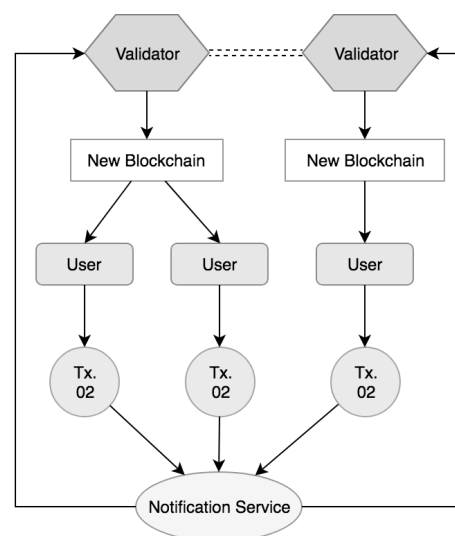 Validator
Validator
New Blockchain
New Blockchain
User
User
User
Tx.
02
Tx.
02
Tx.
02
Notification Service